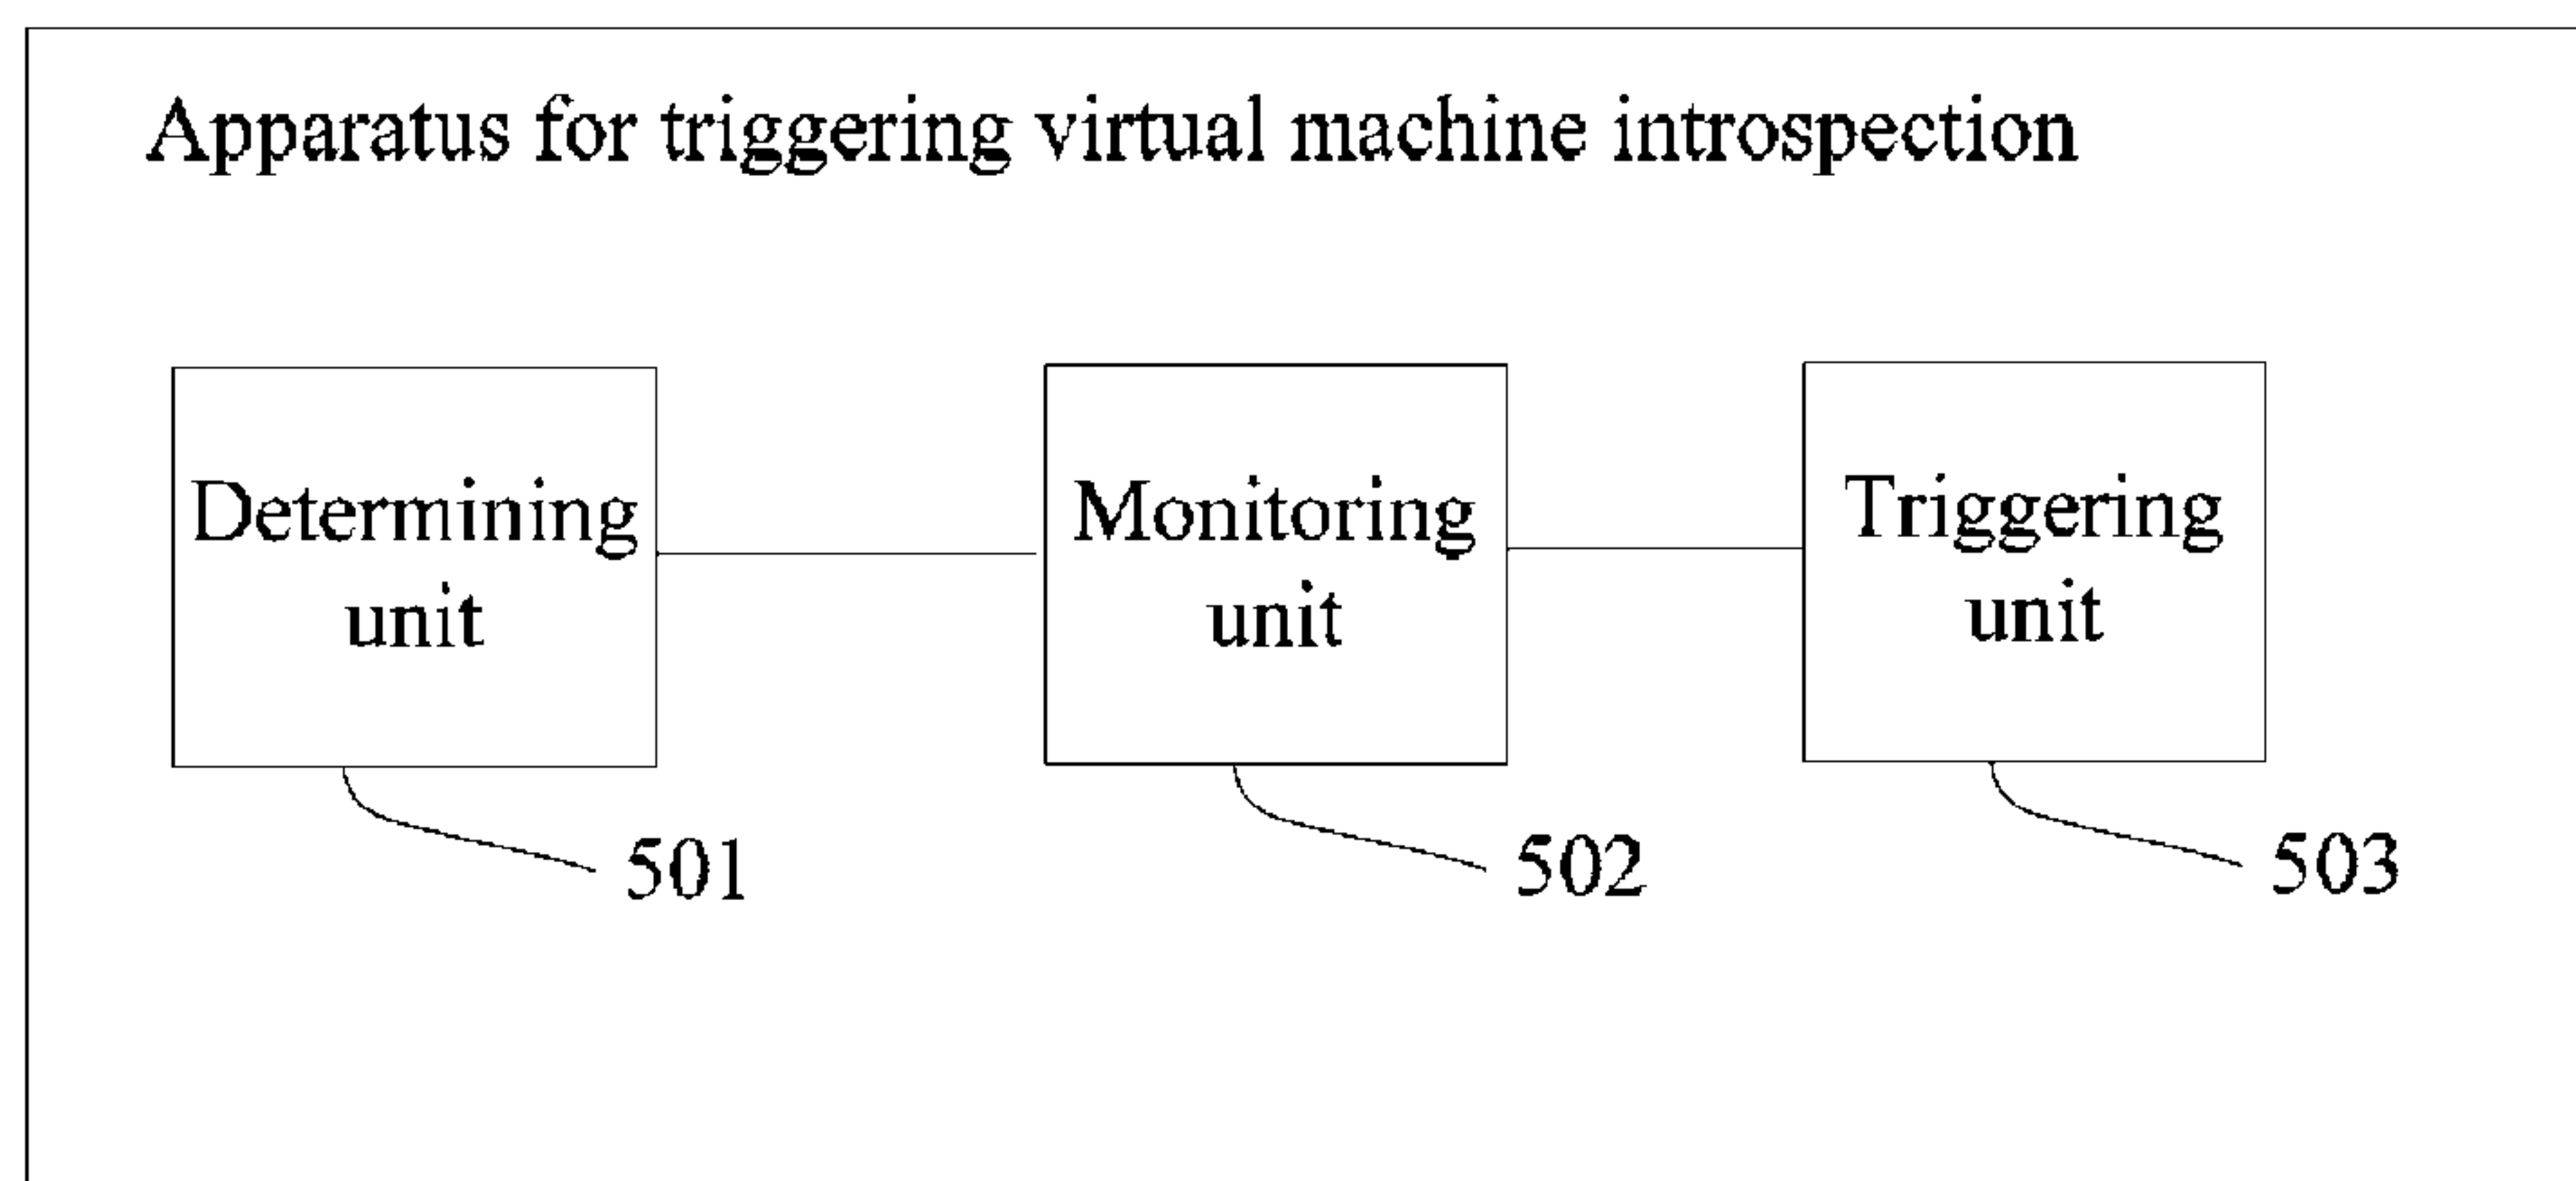 Apparatus for triggering virtual machine introspection
Determining
unit
Monitoring
unit
Triggering
unit
501
502
503